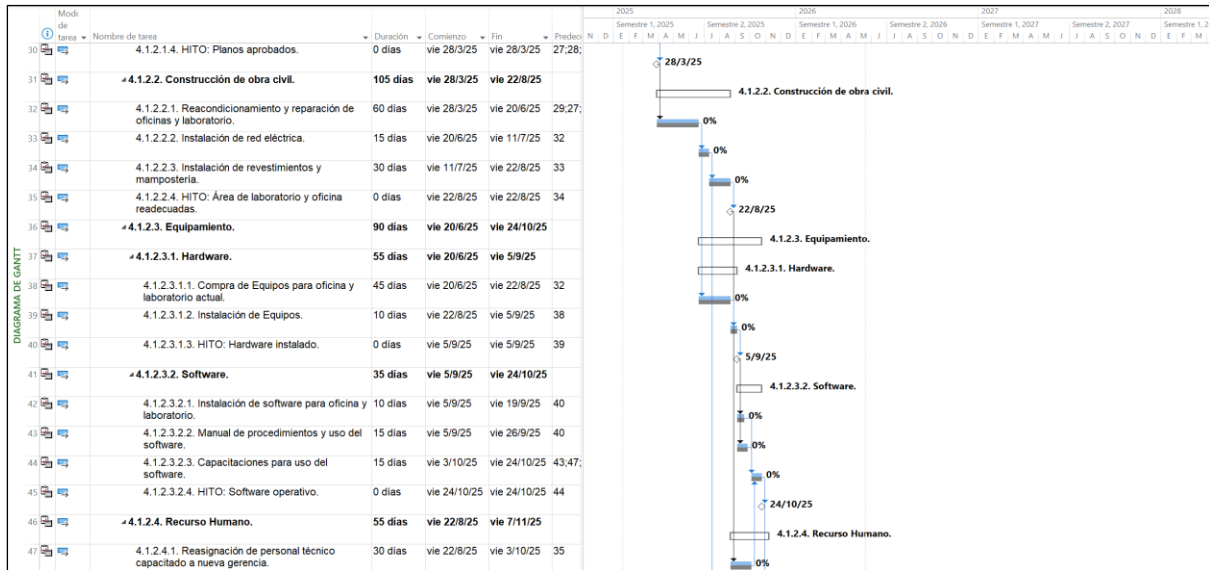 DIAGRAMA DE GANTT
Modo de tarea Nombre de tarea Duración Comienzo Fin Predec
2025 2026 2027 2028
Semestre 1, 2025 Semestre 2, 2025 Semestre 1, 2026 Semestre 2, 2026 Semestre 1, 2027 Semestre 2, 2027 Semestre 1, 2
N D E F M A M J J A S O N D E F M A M J J A S O N D E F M A M J J A S O N D E F M A
30 4.1.2.1.4. HITO: Planos aprobados. 0 días vie 28/3/25 vie 28/3/25 27;28;
28/3/25
31 4.1.2.2. Construcción de obra civil. 105 días vie 28/3/25 vie 22/8/25
4.1.2.2. Construcción de obra civil.
32 4.1.2.2.1. Reacondicionamiento y reparación de 60 días vie 28/3/25 vie 20/6/25 29;27;
oficinas y laboratorio.
0%
33 4.1.2.2.2. Instalación de red eléctrica. 15 días vie 20/6/25 vie 11/7/25 32
0%
34 4.1.2.2.3. Instalación de revestimientos y 30 días vie 11/7/25 vie 22/8/25 33
mampostería.
0%
35 4.1.2.2.4. HITO: Área de laboratorio y oficina 0 días vie 22/8/25 vie 22/8/25 34
readecuadas.
22/8/25
36 4.1.2.3. Equipamiento. 90 días vie 20/6/25 vie 24/10/25
4.1.2.3. Equipamiento.
37 4.1.2.3.1. Hardware. 55 días vie 20/6/25 vie 5/9/25
4.1.2.3.1. Hardware.
38 4.1.2.3.1.1. Compra de Equipos para oficina y 45 días vie 20/6/25 vie 22/8/25 32
laboratorio actual.
0%
39 4.1.2.3.1.2. Instalación de Equipos. 10 días vie 22/8/25 vie 5/9/25 38
0%
40 4.1.2.3.1.3. HITO: Hardware instalado. 0 días vie 5/9/25 vie 5/9/25 39
5/9/25
41 4.1.2.3.2. Software. 35 días vie 5/9/25 vie 24/10/25
4.1.2.3.2. Software.
42 4.1.2.3.2.1. Instalación de software para oficina y 10 días vie 5/9/25 vie 19/9/25 40
laboratorio.
0%
43 4.1.2.3.2.2. Manual de procedimientos y uso del 15 días vie 5/9/25 vie 26/9/25 40
software.
0%
44 4.1.2.3.2.3. Capacitaciones para uso del 15 días vie 3/10/25 vie 24/10/25 43;47;
software.
0%
45 4.1.2.3.2.4. HITO: Software operativo. 0 días vie 24/10/25 vie 24/10/25 44
24/10/25
46 4.1.2.4. Recurso Humano. 55 días vie 22/8/25 vie 7/11/25
4.1.2.4. Recurso Humano.
47 4.1.2.4.1. Reasignación de personal técnico 30 días vie 22/8/25 vie 3/10/25 35
capacitado a nueva gerencia.
0%